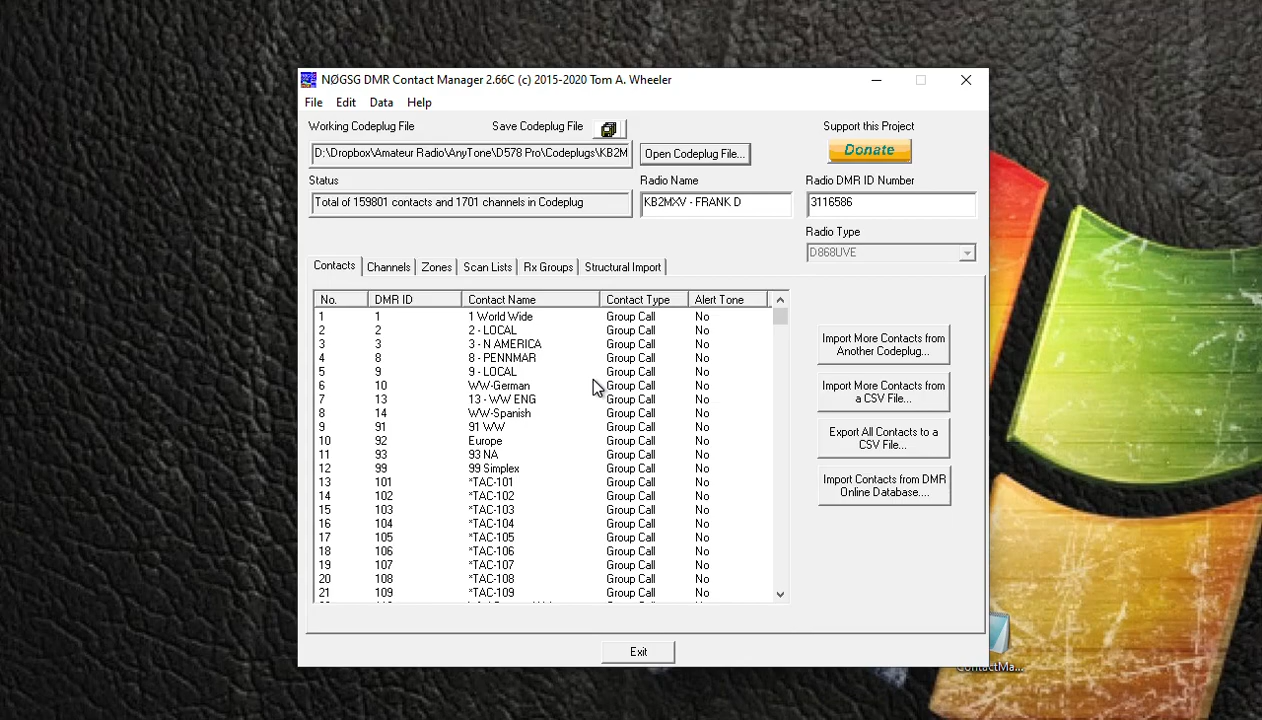 NØGSG DMR Contact Manager 2.66C (c) 2015-2020 Tom A. Wheeler
File Edit Data Help
Working Codeplug File Save Codeplug File Support this Project
D:\Dropbox\Amateur Radio\AnyTone\D578 Pro\Codeplugs\KB2M Open Codeplug File... Donate
Status Radio Name Radio DMR ID Number
Total of 159801 contacts and 1701 channels in Codeplug KB2MXV - FRANK D 3116586
Radio Type
D868UVE
Contacts Channels Zones Scan Lists Rx Groups Structural Import
No. DMR ID Contact Name Contact Type Alert Tone
1 1 1 World Wide Group Call No
2 2 2 - LOCAL Group Call No
3 3 3 - N AMERICA Group Call No
4 8 8 - PENNMAR Group Call No
5 9 9 - LOCAL Group Call No
6 10 WW-German Group Call No
7 13 13 - WW ENG Group Call No
8 14 WW-Spanish Group Call No
9 91 91 WW Group Call No
10 92 Europe Group Call No
11 93 93 NA Group Call No
12 99 99 Simplex Group Call No
13 101 *TAC-101 Group Call No
14 102 *TAC-102 Group Call No
15 103 *TAC-103 Group Call No
16 104 *TAC-104 Group Call No
17 105 *TAC-105 Group Call No
18 106 *TAC-106 Group Call No
19 107 *TAC-107 Group Call No
20 108 *TAC-108 Group Call No
21 109 *TAC-109 Group Call No
Import More Contacts from
Another Codeplug...
Import More Contacts from
a CSV File...
Export All Contacts to a
CSV File...
Import Contacts from DMR
Online Database....
Exit
ContactMa...